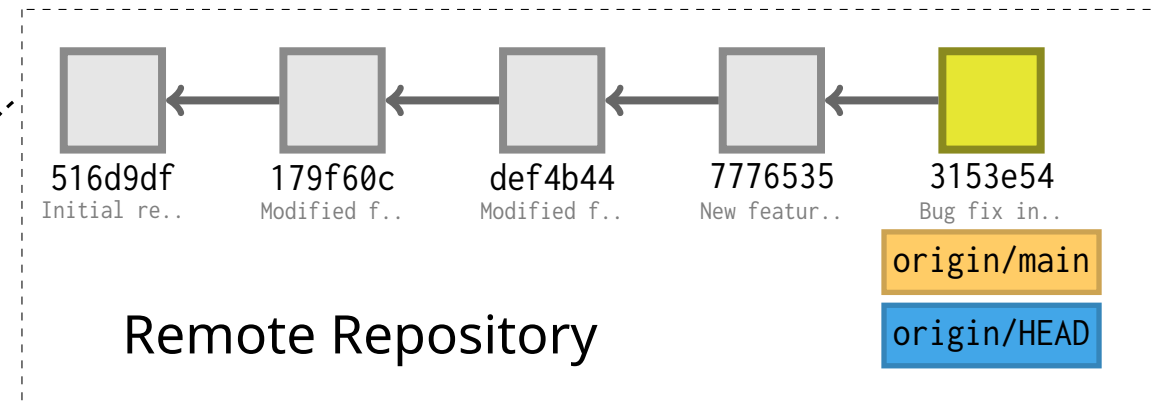 516d9df 179f60c def4b44 7776535 3153e54
Initial re.. Modified f.. Modified f.. New featur.. Bug fix in..
origin/main
Remote Repository
origin/HEAD